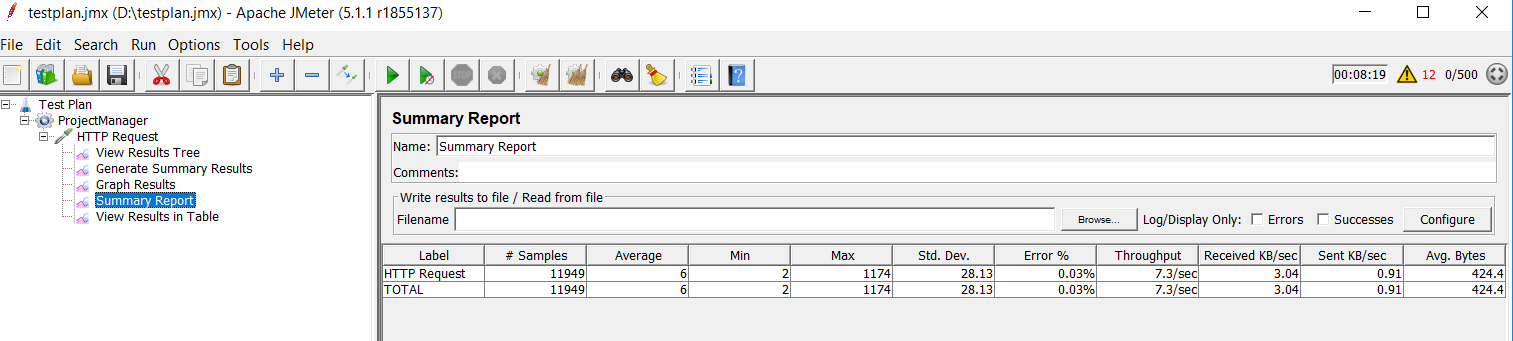 testplan.jmx (D:\testplan.jmx) - Apache JMeter (5.1.1 r1855137)
File Edit Search Run Options Tools Help
STOP 00:08:19 12 0/500
Test Plan
ProjectManager
HTTP Request
View Results Tree
Generate Summary Results
Graph Results
Summary Report
View Results in Table
Summary Report
Name: Summary Report
Comments:
Write results to file / Read from file
Filename Browse... Log/Display Only: Errors Successes Configure
Label # Samples Average Min Max Std. Dev. Error % Throughput Received KB/sec Sent KB/sec Avg. Bytes
HTTP Request 11949 6 2 1174 28.13 0.03% 7.3/sec 3.04 0.91 424.4
TOTAL 11949 6 2 1174 28.13 0.03% 7.3/sec 3.04 0.91 424.4